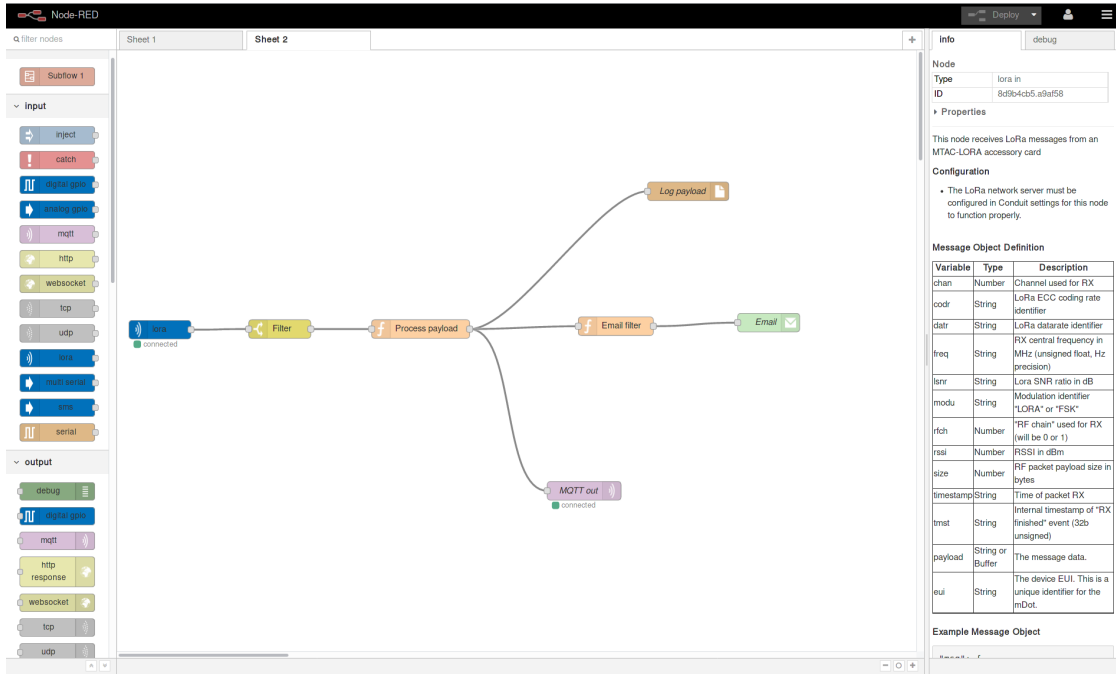 Node-RED
Deploy
filter nodes
Sheet 1
Sheet 2
+
info
debug
Subflow 1
input
inject
catch
digital gpio
analog gpio
mqtt
http
websocket
tcp
udp
lora
multi serial
serial
output
debug
digital gpio
mqtt
http
response
websocket
tcp
udp
Log payload
lora
connected
Filter
Process payload
Email filter
Email
MQTT out
connected
Node
Type lora in
ID 8d9b4cb5.a9af58
Properties
This node receives LoRa messages from an
MTAC-LORA accessory card
Configuration
• The LoRa network server must be
configured in Conduit settings for this node
to function properly.
Message Object Definition
Variable Type Description
chan Number Channel used for RX
codr String LoRa ECC coding rate
identifier
datr String LoRa datarate identifier
freq String RX central frequency in
MHz (unsigned float, Hz
precision)
lsnr String Lora SNR ratio in dB
modu String Modulation identifier
"LORA" or "FSK"
rfch Number "RF chain" used for RX
(will be 0 or 1)
rssi Number RSSI in dBm
size Number RF packet payload size in
bytes
timestamp String Time of packet RX
tmst String Internal timestamp of "RX
finished" event (32b
unsigned)
payload String or
Buffer The message data.
eui String The device EUI. This is a
unique identifier for the
mDot.
Example Message Object